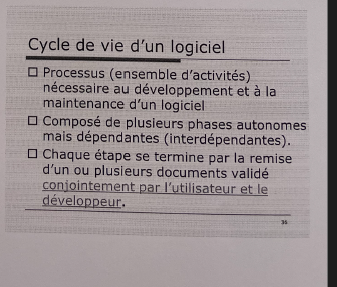 Cycle de vie d'un logiciel
□ Processus (ensemble d'activités)
nécessaire au développement et à la
maintenance d'un logiciel
□ Composé de plusieurs phases autonomes
mais dépendantes (interdépendantes).
□ Chaque étape se termine par la remise
d'un ou plusieurs documents validé
conjointement par l'utilisateur et le
développeur.